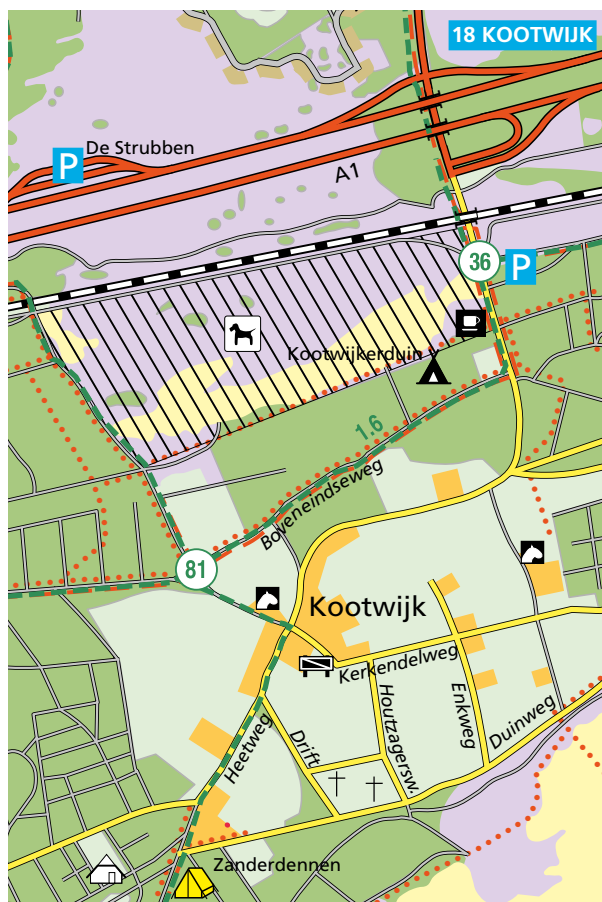 18 KOOTWIJK
De Strubben
P
A1
36
P
Kootwijkerduin
1.6
Boveneindseweg
81
Kootwijk
Kerkendelweg
Heetweg
Drift
Houtzagersw.
Enkweg
Duinweg
Zanderdennen